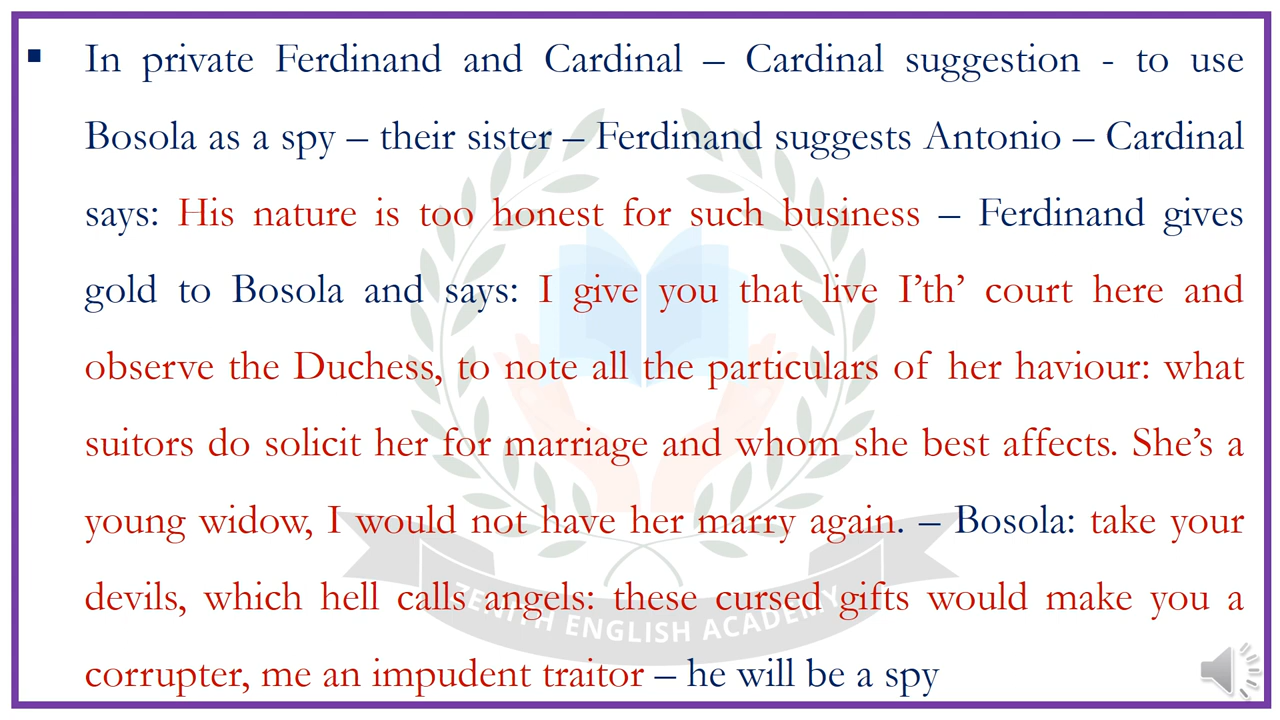 ▪ In private Ferdinand and Cardinal – Cardinal suggestion - to use
Bosola as a spy – their sister – Ferdinand suggests Antonio – Cardinal
says: His nature is too honest for such business – Ferdinand gives
gold to Bosola and says: I give you that live I’th’ court here and
observe the Duchess, to note all the particulars of her haviour: what
suitors do solicit her for marriage and whom she best affects. She’s a
young widow, I would not have her marry again. – Bosola: take your
devils, which hell calls angels: these cursed gifts would make you a
corrupter, me an impudent traitor – he will be a spy
ZENITH ENGLISH ACADEMY